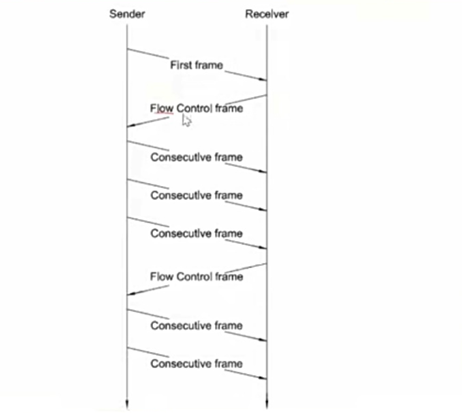 Sender Receiver
First frame
Flow Control frame
Consecutive frame
Consecutive frame
Consecutive frame
Flow Control frame
Consecutive frame
Consecutive frame